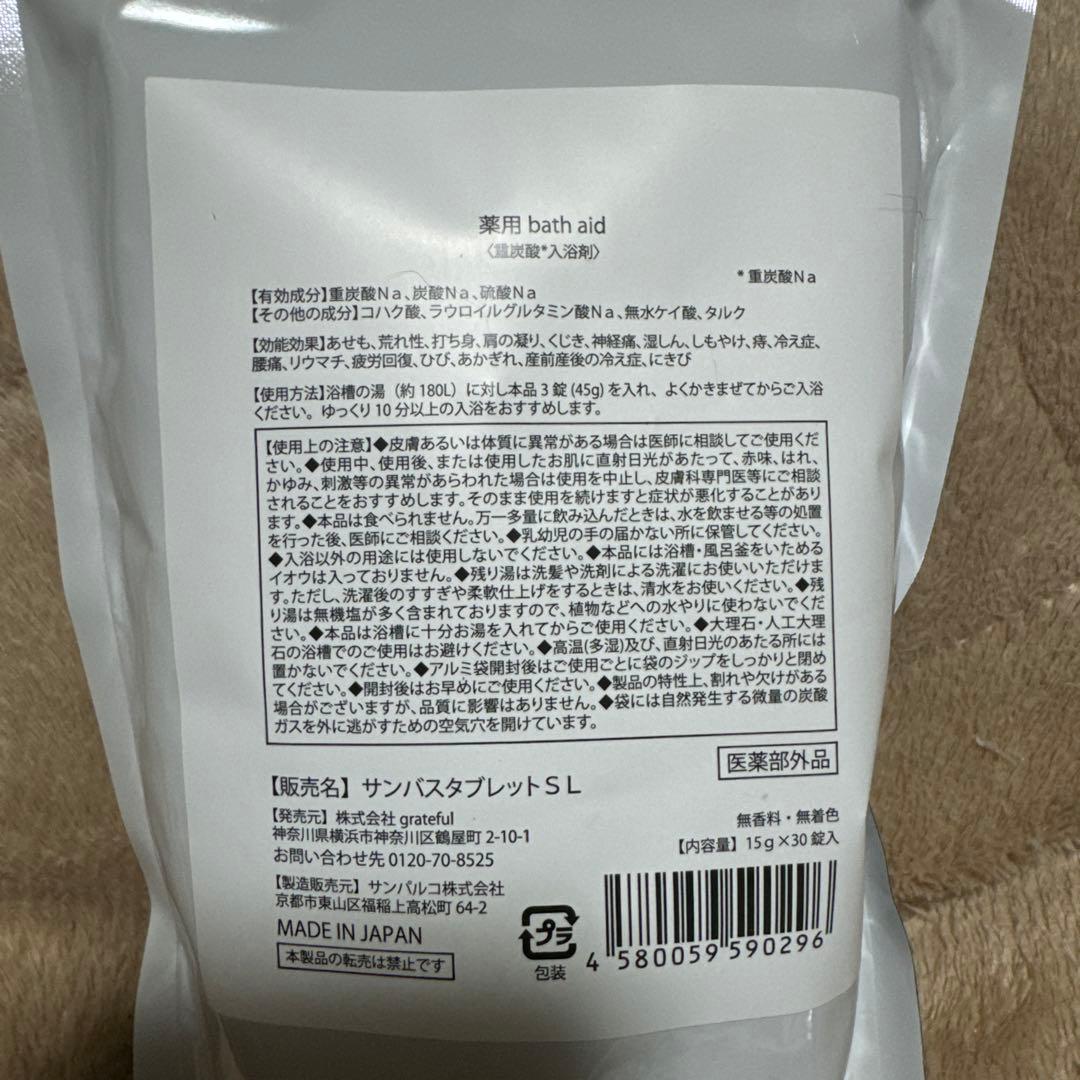 薬用 bath aid
〈重炭酸*入浴剤〉
*重炭酸Na
【有効成分】重炭酸Na、炭酸Na、硫酸Na
【その他の成分】コハク酸、ラウロイルグルタミン酸Na、無水ケイ酸、タルク
【効能効果】あせも、荒れ性、打ち身、肩の凝り、くじき、神経痛、湿しん、しもやけ、痔、冷え症、
腰痛、リウマチ、疲労回復、ひび、あかぎれ、産前産後の冷え症、にきび
【使用方法】浴槽の湯（約180L）に対し本品3錠(45g)を入れ、よくかきまぜてからご入浴
ください。ゆっくり10分以上の入浴をおすすめします。
【使用上の注意】◆皮膚あるいは体質に異常がある場合は医師に相談してご使用くだ
さい。◆使用中、使用後、または使用したお肌に直射日光があたって、赤味、はれ、
かゆみ、刺激等の異常があらわれた場合は使用を中止し、皮膚科専門医等にご相談
されることをおすすめします。そのまま使用を続けますと症状が悪化することがあり
ます。◆本品は食べられません。万一多量に飲み込んだときは、水を飲ませる等の処置
を行った後、医師にご相談ください。◆乳幼児の手の届かない所に保管してください。
◆入浴以外の用途には使用しないでください。◆本品には浴槽・風呂釜をいためる
イオウは入っておりません。◆残り湯は洗髪や洗剤による洗濯にお使いいただけま
す。ただし、洗濯後のすすぎや柔軟仕上げをするときは、清水をお使いください。◆残
り湯は無機塩が多く含まれておりますので、植物などへの水やりに使わないでくだ
さい。◆本品は浴槽に十分お湯を入れてからご使用ください。◆大理石・人工大理
石の浴槽でのご使用はお避けください。◆高温(多湿)及び、直射日光のあたる所には
置かないでください。◆アルミ袋開封後はご使用ごとに袋のジップをしっかりと閉め
てください。◆開封後はお早めにご使用ください。◆製品の特性上、割れや欠けがある
場合がございますが、品質に影響はありません。◆袋には自然発生する微量の炭酸
ガスを外に逃がすための空気穴を開けています。
医薬部外品
【販売名】サンバスタブレットSL
【発売元】株式会社 grateful
神奈川県横浜市神奈川区鶴屋町 2-10-1
お問い合わせ先 0120-70-8525
無香料・無着色
【内容量】15g×30錠入
【製造販売元】サンパルコ株式会社
京都市東山区福稲上高松町 64-2
MADE IN JAPAN
本製品の転売は禁止です
プラ
包装
4 580059 590296